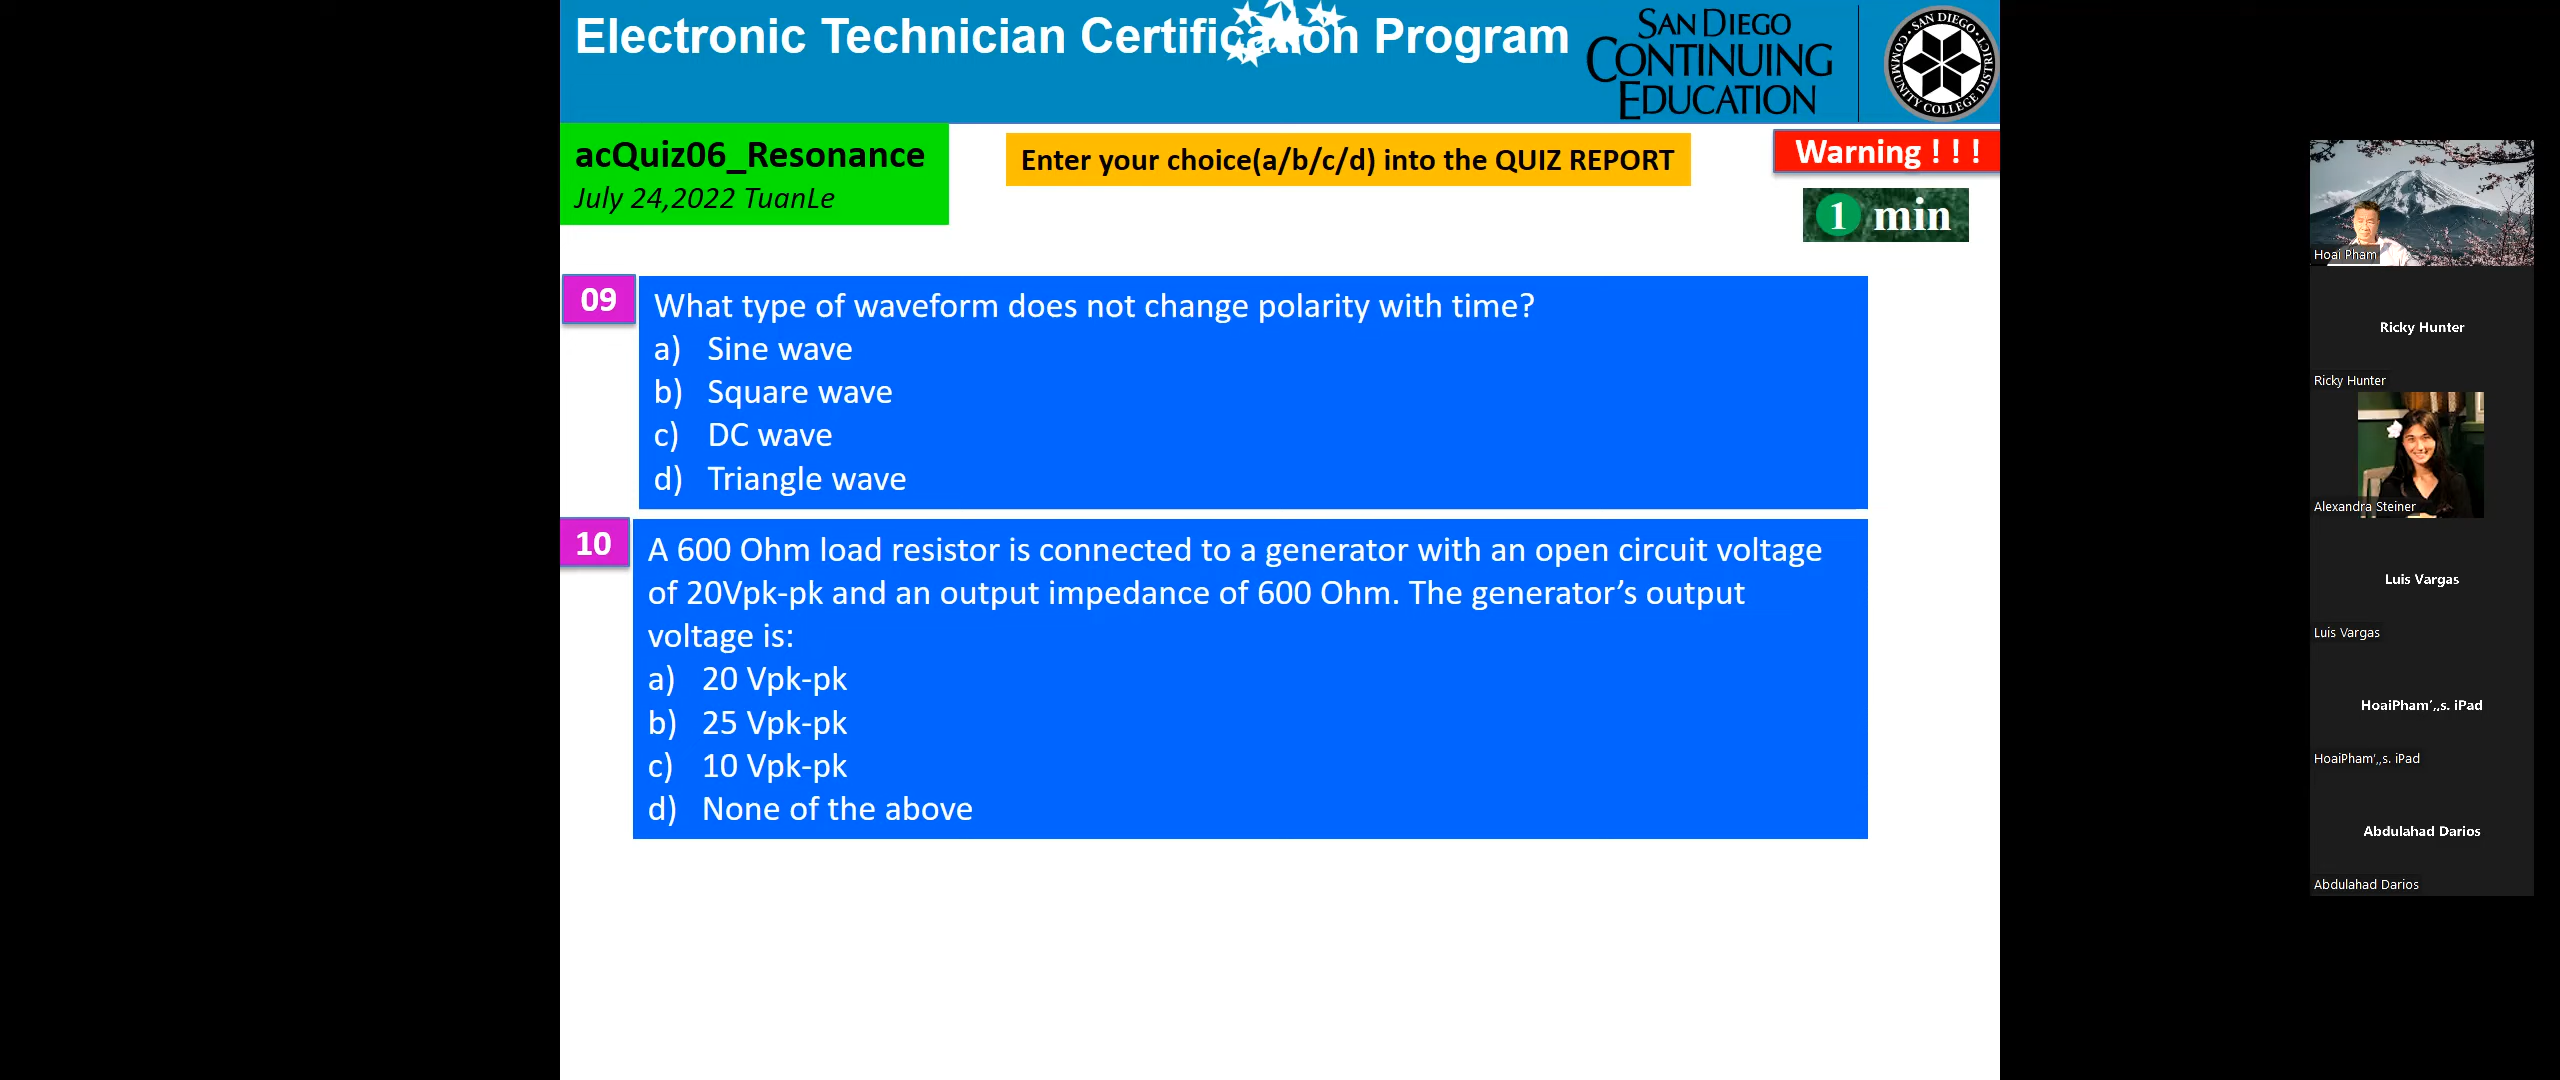 Electronic Technician Certification Program
SAN DIEGO
CONTINUING
EDUCATION
SAN DIEGO
COMMUNITY COLLEGE DISTRICT
acQuiz06_Resonance
July 24,2022 TuanLe
Enter your choice(a/b/c/d) into the QUIZ REPORT
Warning ! ! !
1 min
09
What type of waveform does not change polarity with time?
a) Sine wave
b) Square wave
c) DC wave
d) Triangle wave
10
A 600 Ohm load resistor is connected to a generator with an open circuit voltage
of 20Vpk-pk and an output impedance of 600 Ohm. The generator’s output
voltage is:
a) 20 Vpk-pk
b) 25 Vpk-pk
c) 10 Vpk-pk
d) None of the above
Hoai Pham
Ricky Hunter
Ricky Hunter
Alexandra Steiner
Luis Vargas
Luis Vargas
HoaiPham’,,s. iPad
HoaiPham’,,s. iPad
Abdulahad Darios
Abdulahad Darios